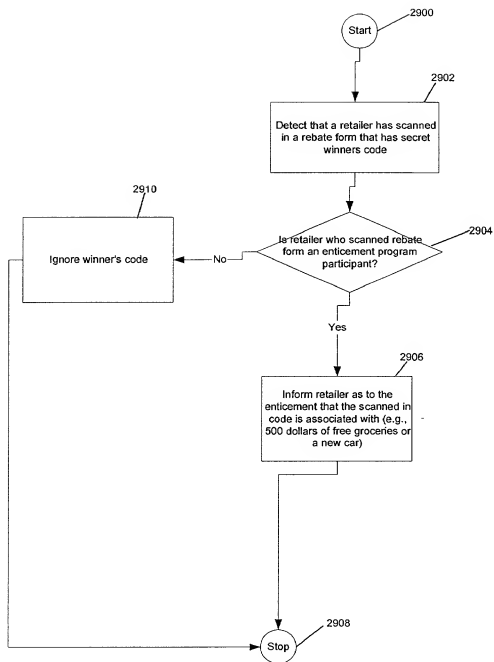 2900
Start
2902
Detect that a retailer has scanned
in a rebate form that has secret
winners code
2910
2904
Is retailer who scanned rebate
form an enticement program
participant?
Ignore winner's code
No
Yes
2906
Inform retailer as to the
enticement that the scanned in
code is associated with (e.g.,
500 dollars of free groceries or
a new car)
2908
Stop